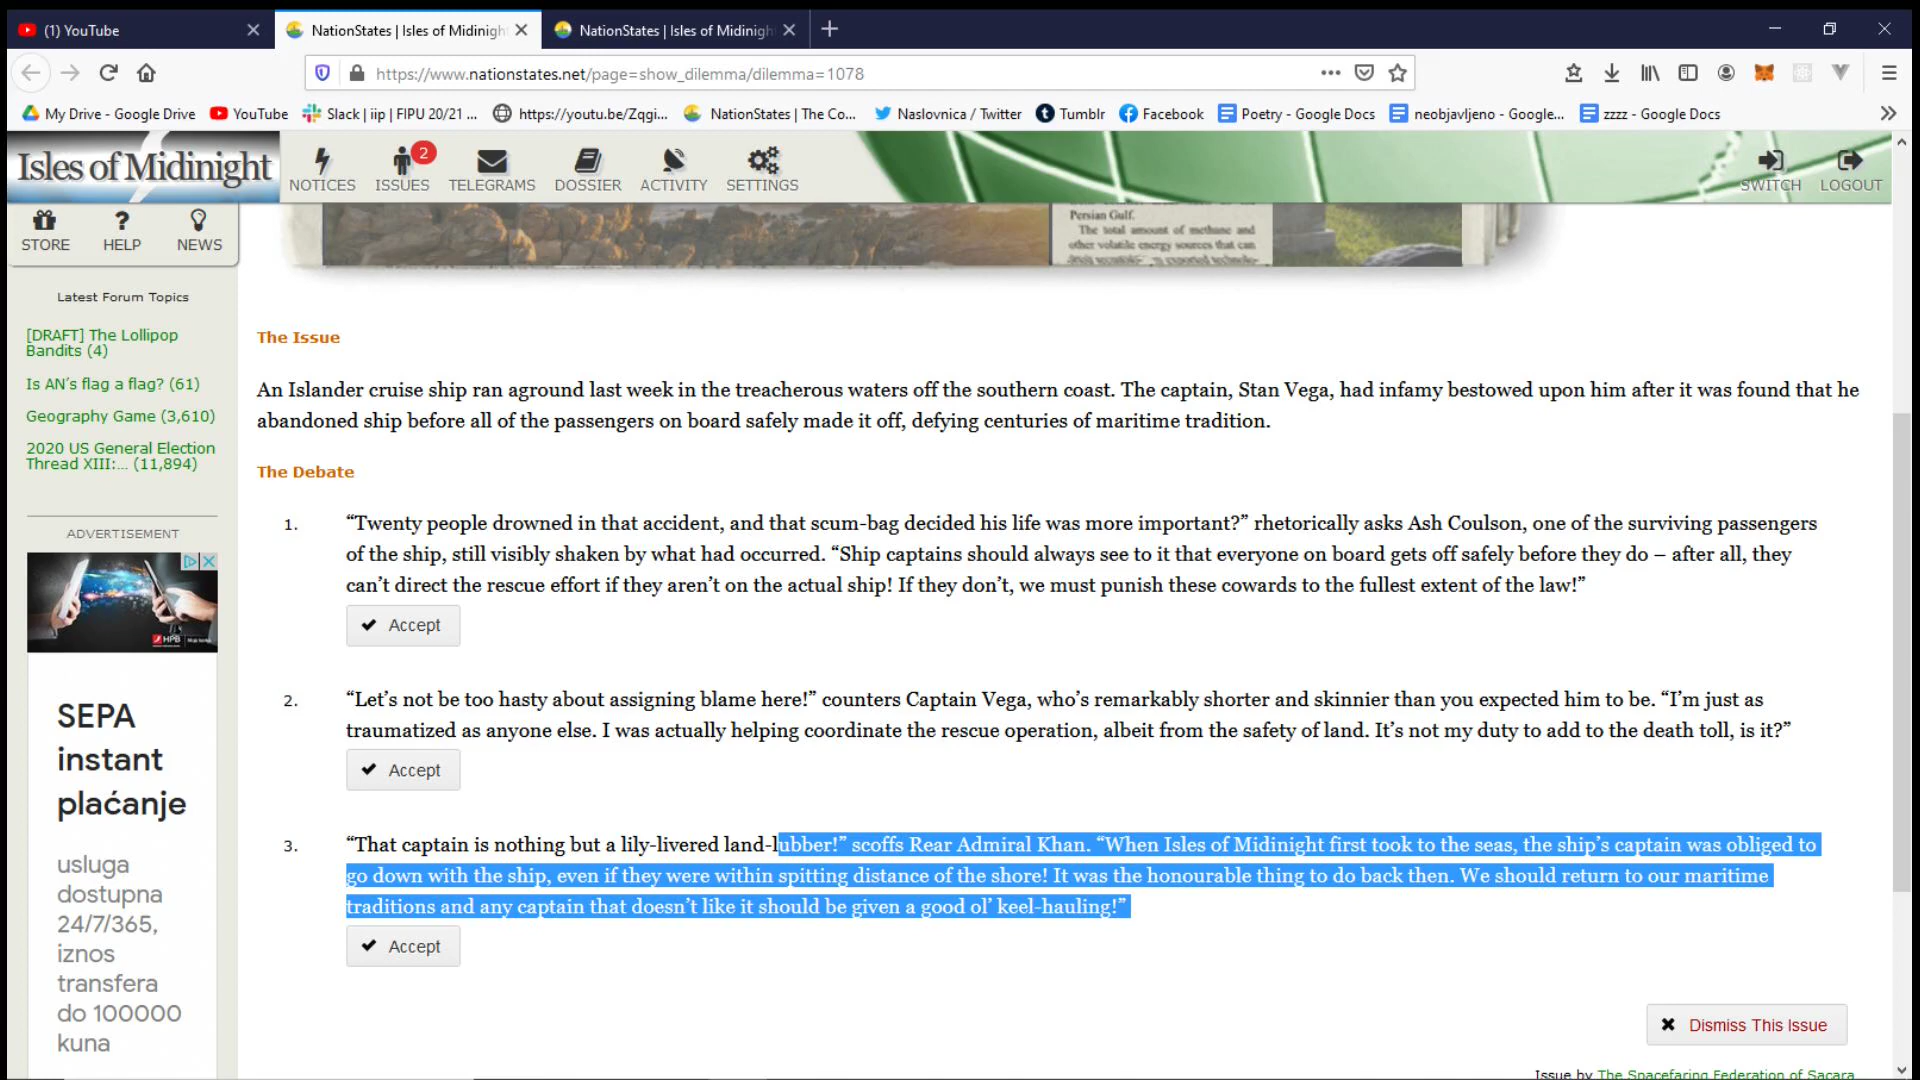 (1) YouTube
NationStates | Isles of Midinigh
NationStates | Isles of Midinigh
https://www.nationstates.net/page=show_dilemma/dilemma=1078
My Drive - Google Drive
YouTube
Slack | iip | FIPU 20/21 ...
https://youtu.be/Zqgi...
NationStates | The Co...
Naslovnica / Twitter
Tumblr
Facebook
Poetry - Google Docs
neobjavljeno - Google...
zzzz - Google Docs
Isles of Midinight
NOTICES
ISSUES
2
TELEGRAMS
DOSSIER
ACTIVITY
SETTINGS
SWITCH
LOGOUT
STORE
HELP
NEWS
Persian Gulf.
The total amount of methane and
other volatile energy sources that can
Latest Forum Topics
[DRAFT] The Lollipop
Bandits (4)
Is AN's flag a flag? (61)
Geography Game (3,610)
2020 US General Election
Thread XIII:... (11,894)
ADVERTISEMENT
HPB
SEPA
instant
plaćanje
usluga
dostupna
24/7/365,
iznos
transfera
do 100000
kuna
The Issue
An Islander cruise ship ran aground last week in the treacherous waters off the southern coast. The captain, Stan Vega, had infamy bestowed upon him after it was found that he
abandoned ship before all of the passengers on board safely made it off, defying centuries of maritime tradition.
The Debate
1. “Twenty people drowned in that accident, and that scum-bag decided his life was more important?” rhetorically asks Ash Coulson, one of the surviving passengers
of the ship, still visibly shaken by what had occurred. “Ship captains should always see to it that everyone on board gets off safely before they do – after all, they
can’t direct the rescue effort if they aren’t on the actual ship! If they don’t, we must punish these cowards to the fullest extent of the law!”
Accept
2. “Let’s not be too hasty about assigning blame here!” counters Captain Vega, who’s remarkably shorter and skinnier than you expected him to be. “I’m just as
traumatized as anyone else. I was actually helping coordinate the rescue operation, albeit from the safety of land. It’s not my duty to add to the death toll, is it?”
Accept
3. “That captain is nothing but a lily-livered land-lubber!” scoffs Rear Admiral Khan. “When Isles of Midinight first took to the seas, the ship’s captain was obliged to
go down with the ship, even if they were within spitting distance of the shore! It was the honourable thing to do back then. We should return to our maritime
traditions and any captain that doesn’t like it should be given a good ol’ keel-hauling!”
Accept
Dismiss This Issue
Issue by The Spacefaring Federation of Sacara